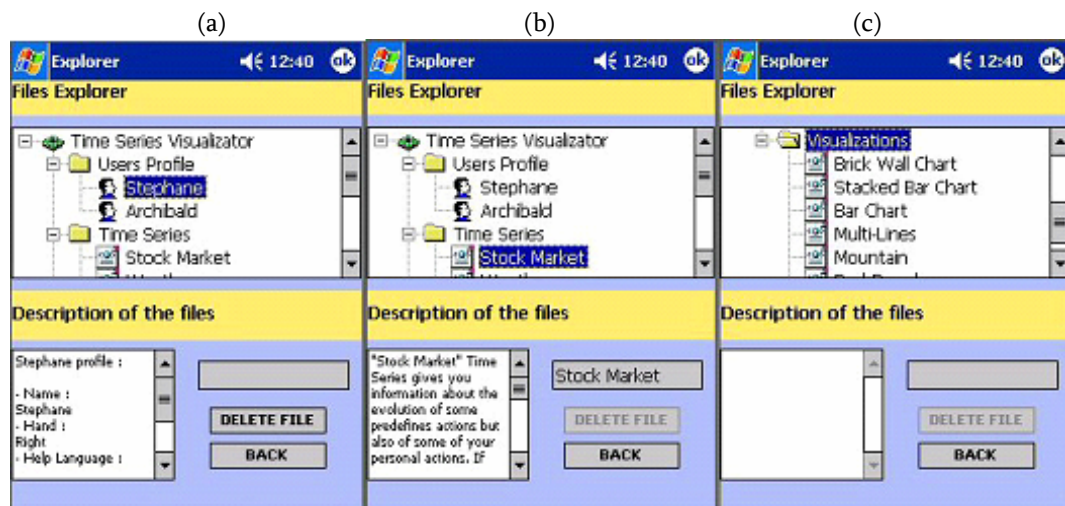 (a)
Explorer 12:40 ok
Files Explorer
Time Series Visualizator
Users Profile
Stephane
Archibald
Time Series
Stock Market
Description of the files
Stephane profile :
- Name :
Stephane
- Hand :
Right
- Help Language :
DELETE FILE
BACK
(b)
Explorer 12:40 ok
Files Explorer
Time Series Visualizator
Users Profile
Stephane
Archibald
Time Series
Stock Market
Description of the files
"Stock Market" Time
Series gives you
information about the
evolution of some
predefines actions but
also of some of your
personal actions. If
Stock Market
DELETE FILE
BACK
(c)
Explorer 12:40 ok
Files Explorer
Visualizations
Brick Wall Chart
Stacked Bar Chart
Bar Chart
Multi-Lines
Mountain
Description of the files
DELETE FILE
BACK